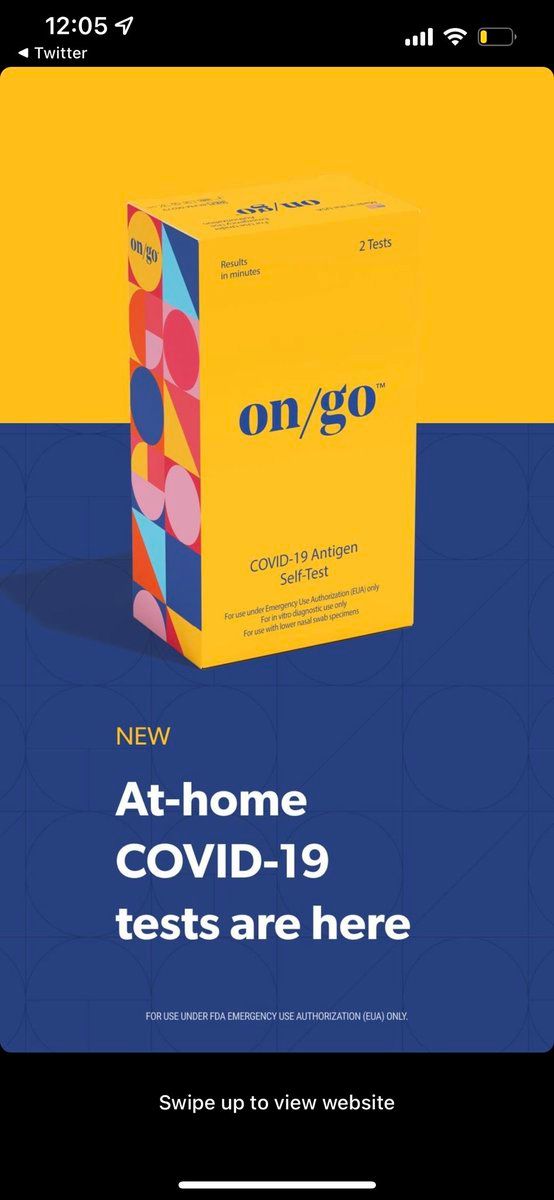 12:05
◀ Twitter
on/go
on/go
Results
in minutes
2 Tests
on/go™
COVID-19 Antigen
Self-Test
For use under Emergency Use Authorization (EUA) only
For in vitro diagnostic use only
For use with lower nasal swab specimens
NEW
At-home
COVID-19
tests are here
FOR USE UNDER FDA EMERGENCY USE AUTHORIZATION (EUA) ONLY.
Swipe up to view website